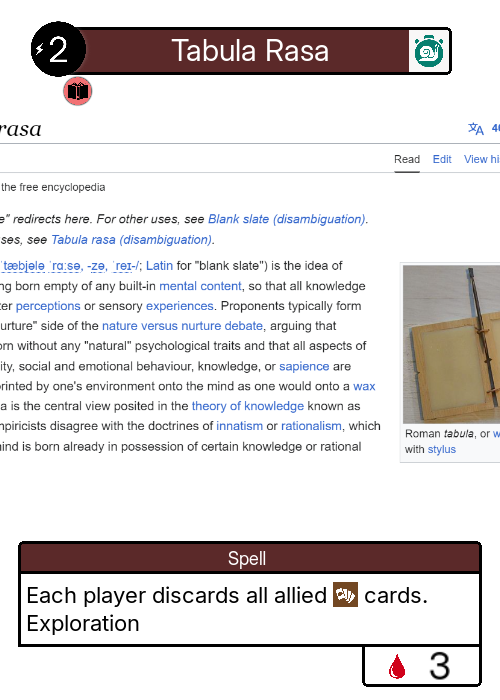 2
Tabula Rasa
rasa
Read Edit View hi
the free encyclopedia
" redirects here. For other uses, see Blank slate (disambiguation).
ses, see Tabula rasa (disambiguation).
ˈtæbjələ ˈrɑːsə, -zə, ˈreɪ-/; Latin for "blank slate") is the idea of
ng born empty of any built-in mental content, so that all knowledge
ter perceptions or sensory experiences. Proponents typically form
urture" side of the nature versus nurture debate, arguing that
orn without any "natural" psychological traits and that all aspects of
ity, social and emotional behaviour, knowledge, or sapience are
printed by one's environment onto the mind as one would onto a wax
a is the central view posited in the theory of knowledge known as
mpiricists disagree with the doctrines of innatism or rationalism, which
mind is born already in possession of certain knowledge or rational
Roman tabula, or w
with stylus
Spell
Each player discards all allied cards.
Exploration
3